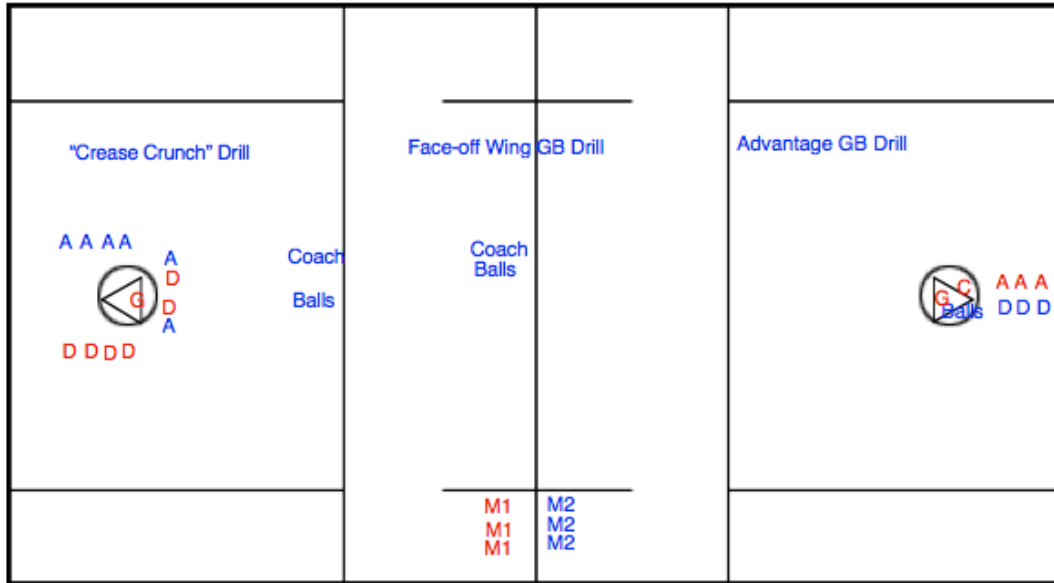 "Crease Crunch" Drill
A A A A
A
D
G
D
A
D D D D
Coach
Balls
Face-off Wing GB Drill
Coach
Balls
M1 M2
M1 M2
M1 M2
Advantage GB Drill
C A A A
G
Balls D D D